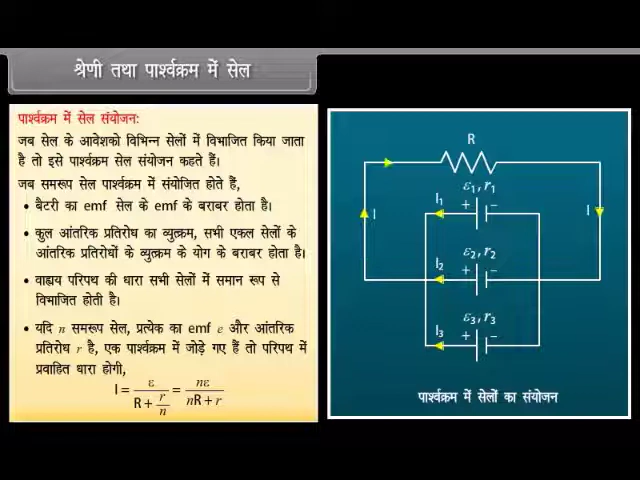 श्रेणी तथा पार्श्वक्रम में सेल
पार्श्वक्रम में सेल संयोजन:
जब सेल के आवेशको विभिन्न सेलों में विभाजित किया जाता
है तो इसे पार्श्वक्रम सेल संयोजन कहते हैं।
जब समरूप सेल पार्श्वक्रम में संयोजित होते हैं,
• बैटरी का emf सेल के emf के बराबर होता है।
• कुल आंतरिक प्रतिरोध का व्युत्क्रम, सभी एकल सेलों के
आंतरिक प्रतिरोधों के व्युत्क्रम के योग के बराबर होता है।
• वाह्यय परिपथ की धारा सभी सेलों में समान रूप से
विभाजित होती है।
• यदि n समरूप सेल, प्रत्येक का emf e और आंतरिक
प्रतिरोध r है, एक पार्श्वक्रम में जोड़े गए हैं तो परिपथ में
प्रवाहित धारा होगी,
I = ε / (R + r/n) = nε / (nR + r)
R
I
I
ε₁, r₁
I₁ + −
ε₂, r₂
I₂ + −
ε₃, r₃
I₃ + −
पार्श्वक्रम में सेलों का संयोजन